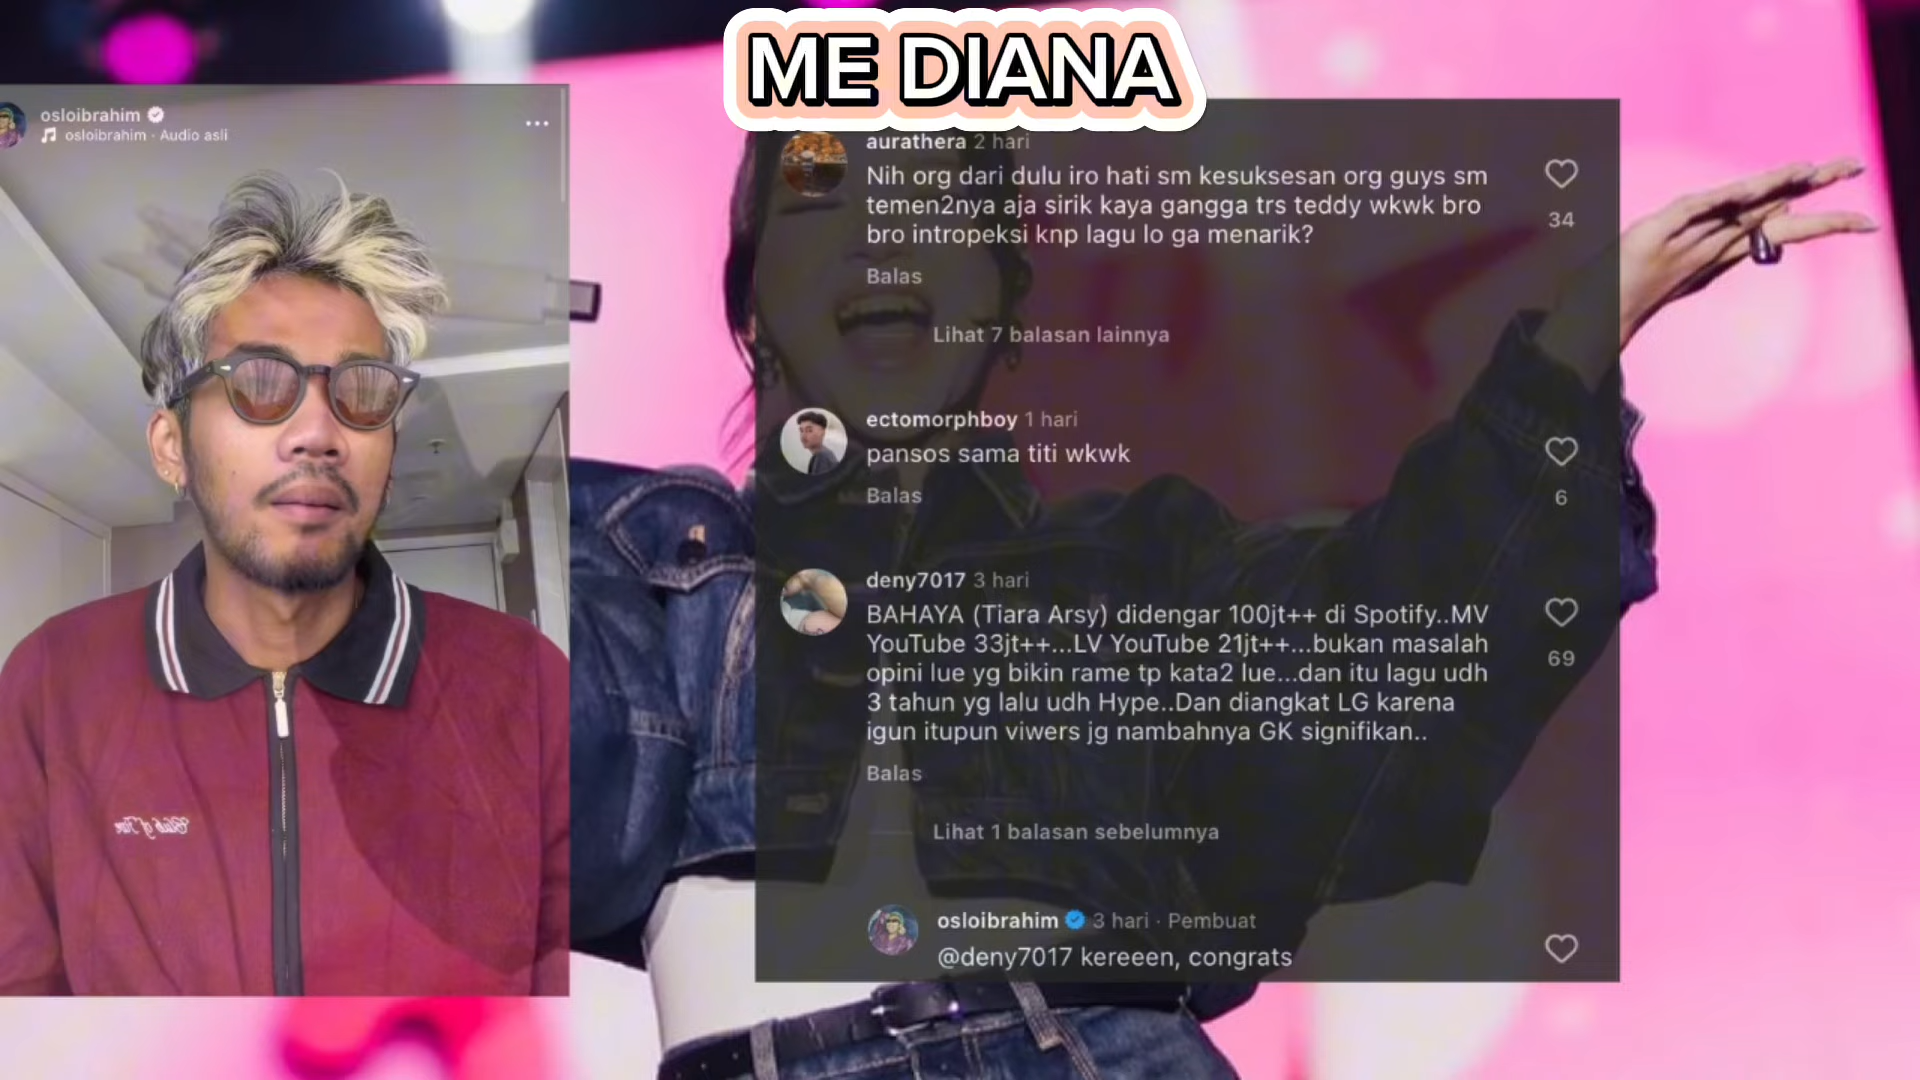 ME DIANA
osloibrahim
osloibrahim · Audio asli
aurathera 2 hari
Nih org dari dulu iro hati sm kesuksesan org guys sm
temen2nya aja sirik kaya gangga trs teddy wkwk bro
bro intropeksi knp lagu lo ga menarik?
34
Balas
Lihat 7 balasan lainnya
ectomorphboy 1 hari
pansos sama titi wkwk
6
Balas
deny7017 3 hari
BAHAYA (Tiara Arsy) didengar 100jt++ di Spotify..MV
YouTube 33jt++...LV YouTube 21jt++...bukan masalah
opini lue yg bikin rame tp kata2 lue...dan itu lagu udh
3 tahun yg lalu udh Hype..Dan diangkat LG karena
igun itupun viwers jg nambahnya GK signifikan..
69
Balas
Lihat 1 balasan sebelumnya
osloibrahim 3 hari · Pembuat
@deny7017 kereeen, congrats